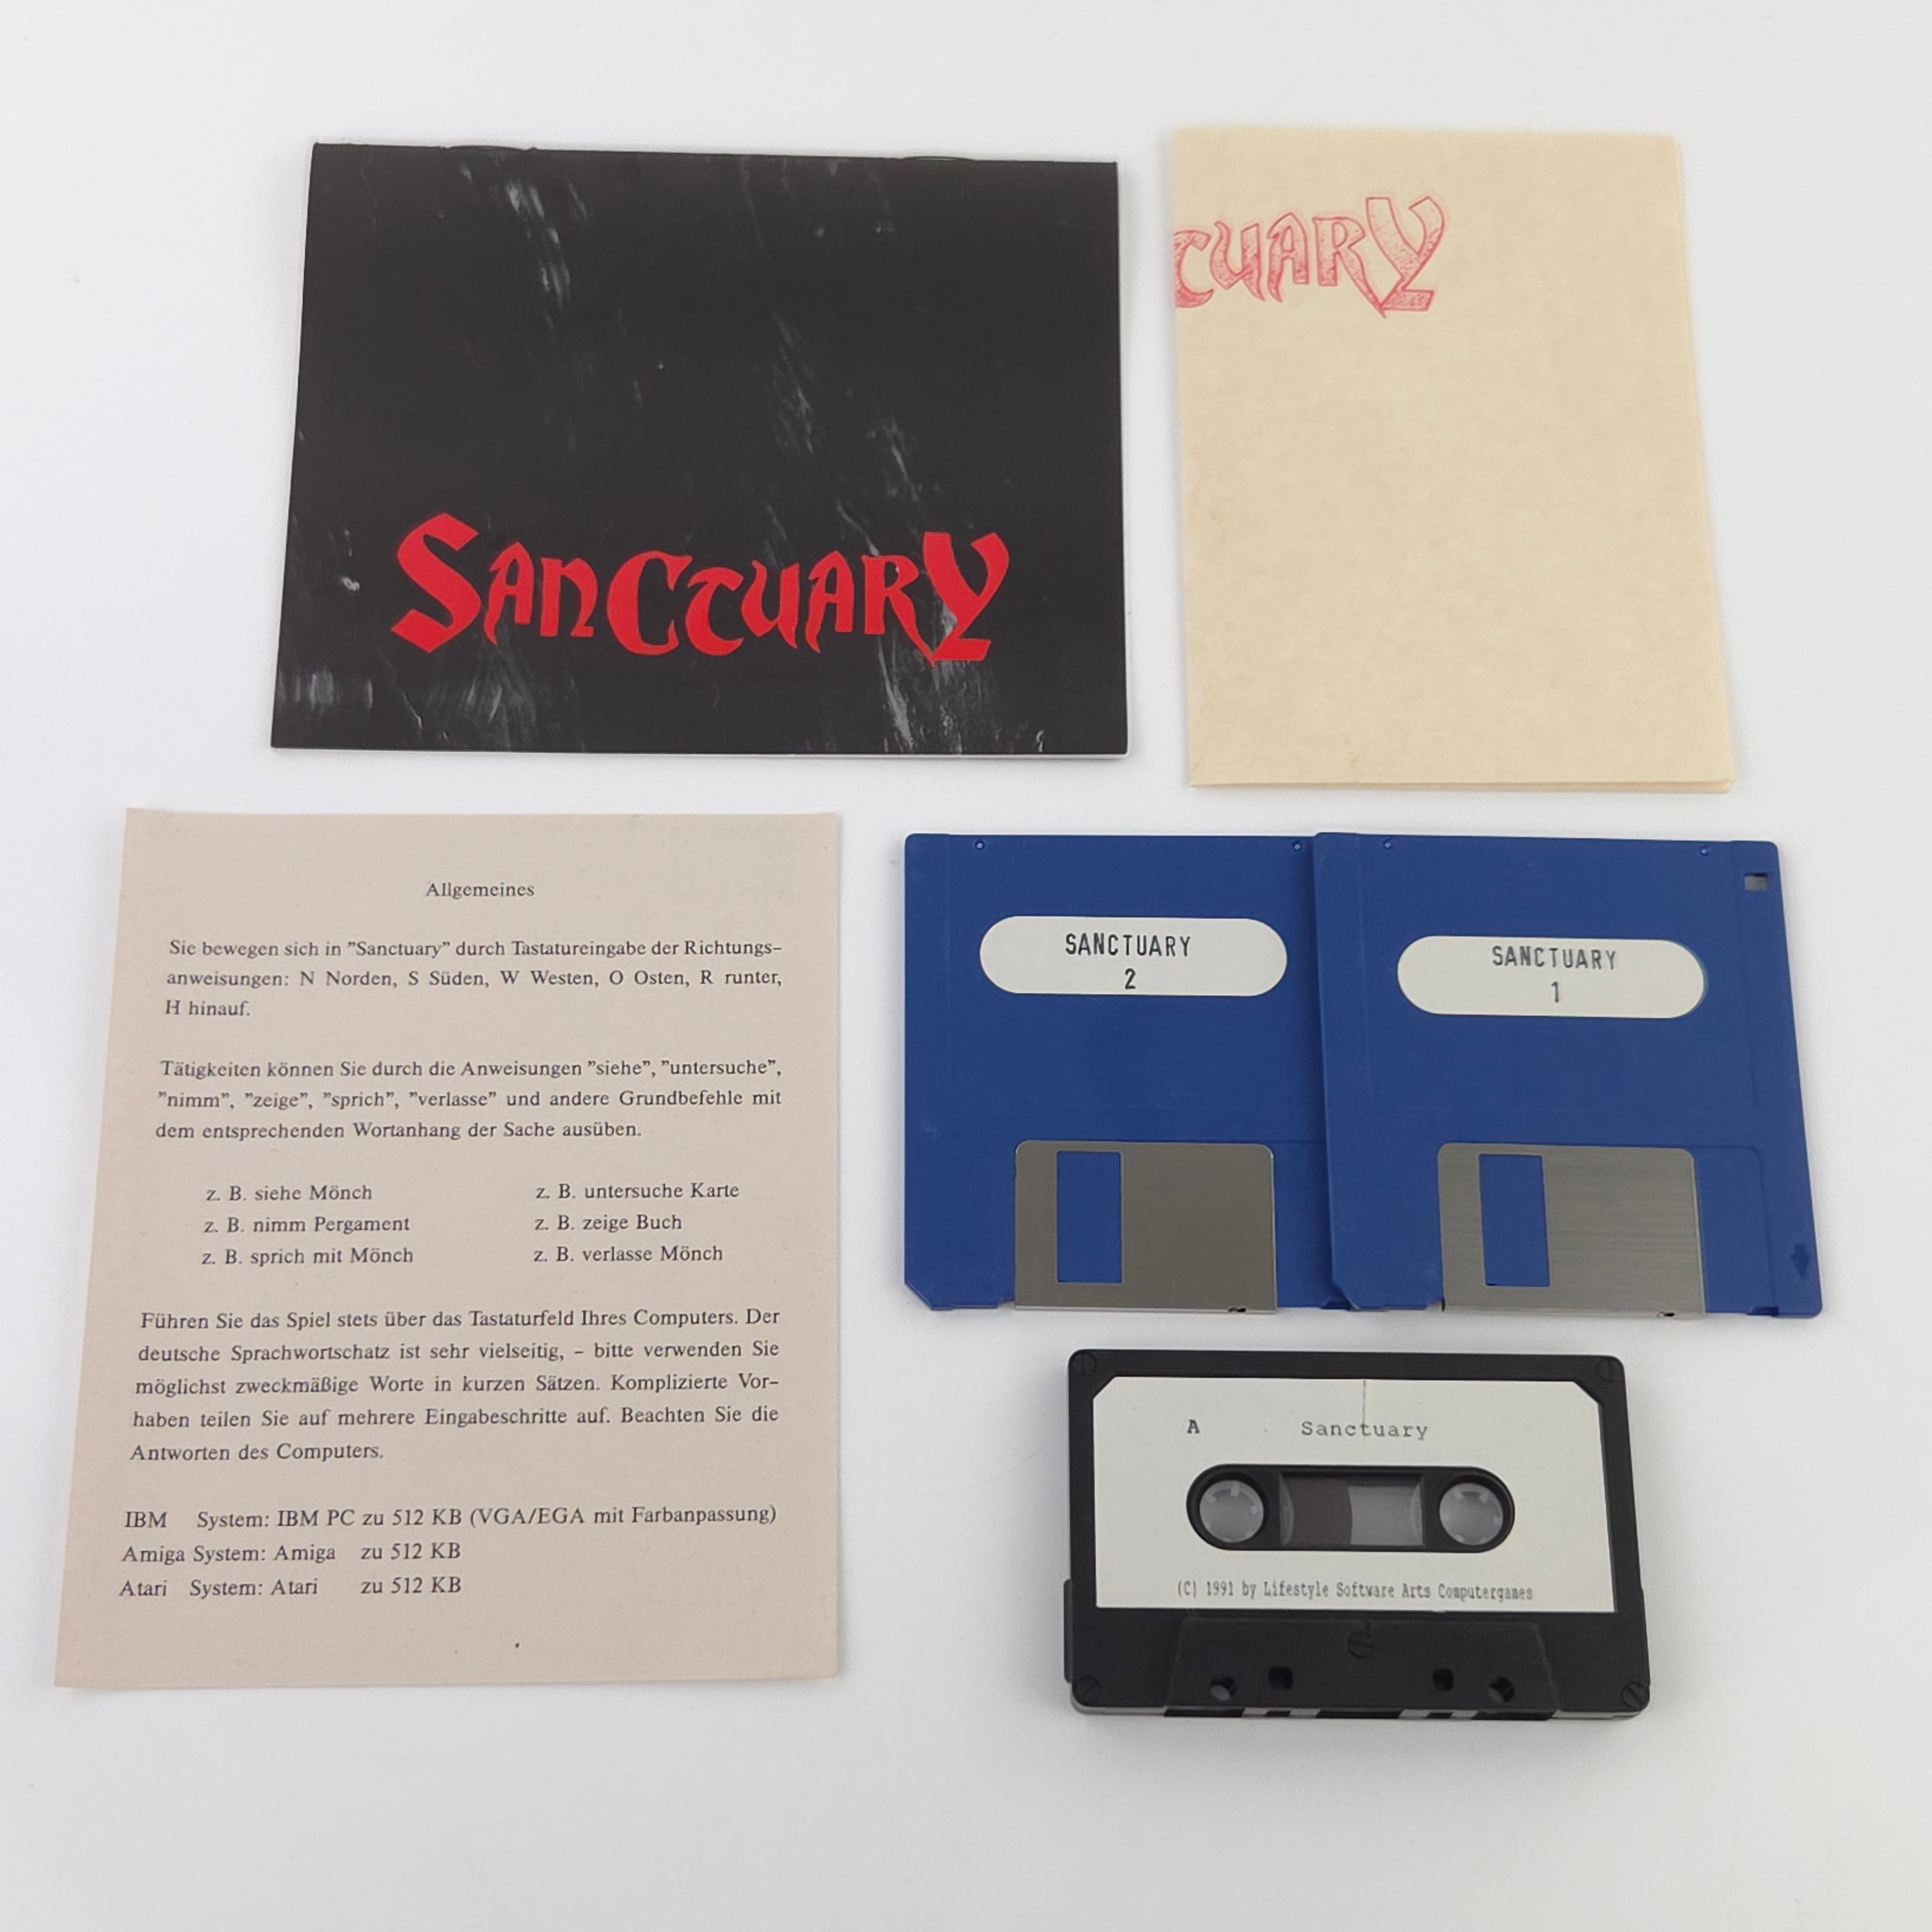 SANCTUARY
CTUARY
Allgemeines
Sie bewegen sich in ”Sanctuary” durch Tastatureingabe der Richtungs–
anweisungen: N Norden, S Süden, W Westen, O Osten, R runter,
H hinauf.
Tätigkeiten können Sie durch die Anweisungen ”siehe”, ”untersuche”,
”nimm”, ”zeige”, ”sprich”, ”verlasse” und andere Grundbefehle mit
dem entsprechenden Wortanhang der Sache ausüben.
z. B. siehe Mönch z. B. untersuche Karte
z. B. nimm Pergament z. B. zeige Buch
z. B. sprich mit Mönch z. B. verlasse Mönch
Führen Sie das Spiel stets über das Tastaturfeld Ihres Computers. Der
deutsche Sprachwortschatz ist sehr vielseitig, – bitte verwenden Sie
möglichst zweckmäßige Worte in kurzen Sätzen. Komplizierte Vor–
haben teilen Sie auf mehrere Eingabeschritte auf. Beachten Sie die
Antworten des Computers.
IBM System: IBM PC zu 512 KB (VGA/EGA mit Farbanpassung)
Amiga System: Amiga zu 512 KB
Atari System: Atari zu 512 KB
SANCTUARY
2
SANCTUARY
1
A Sanctuary
(C) 1991 by Lifestyle Software Arts Computergames